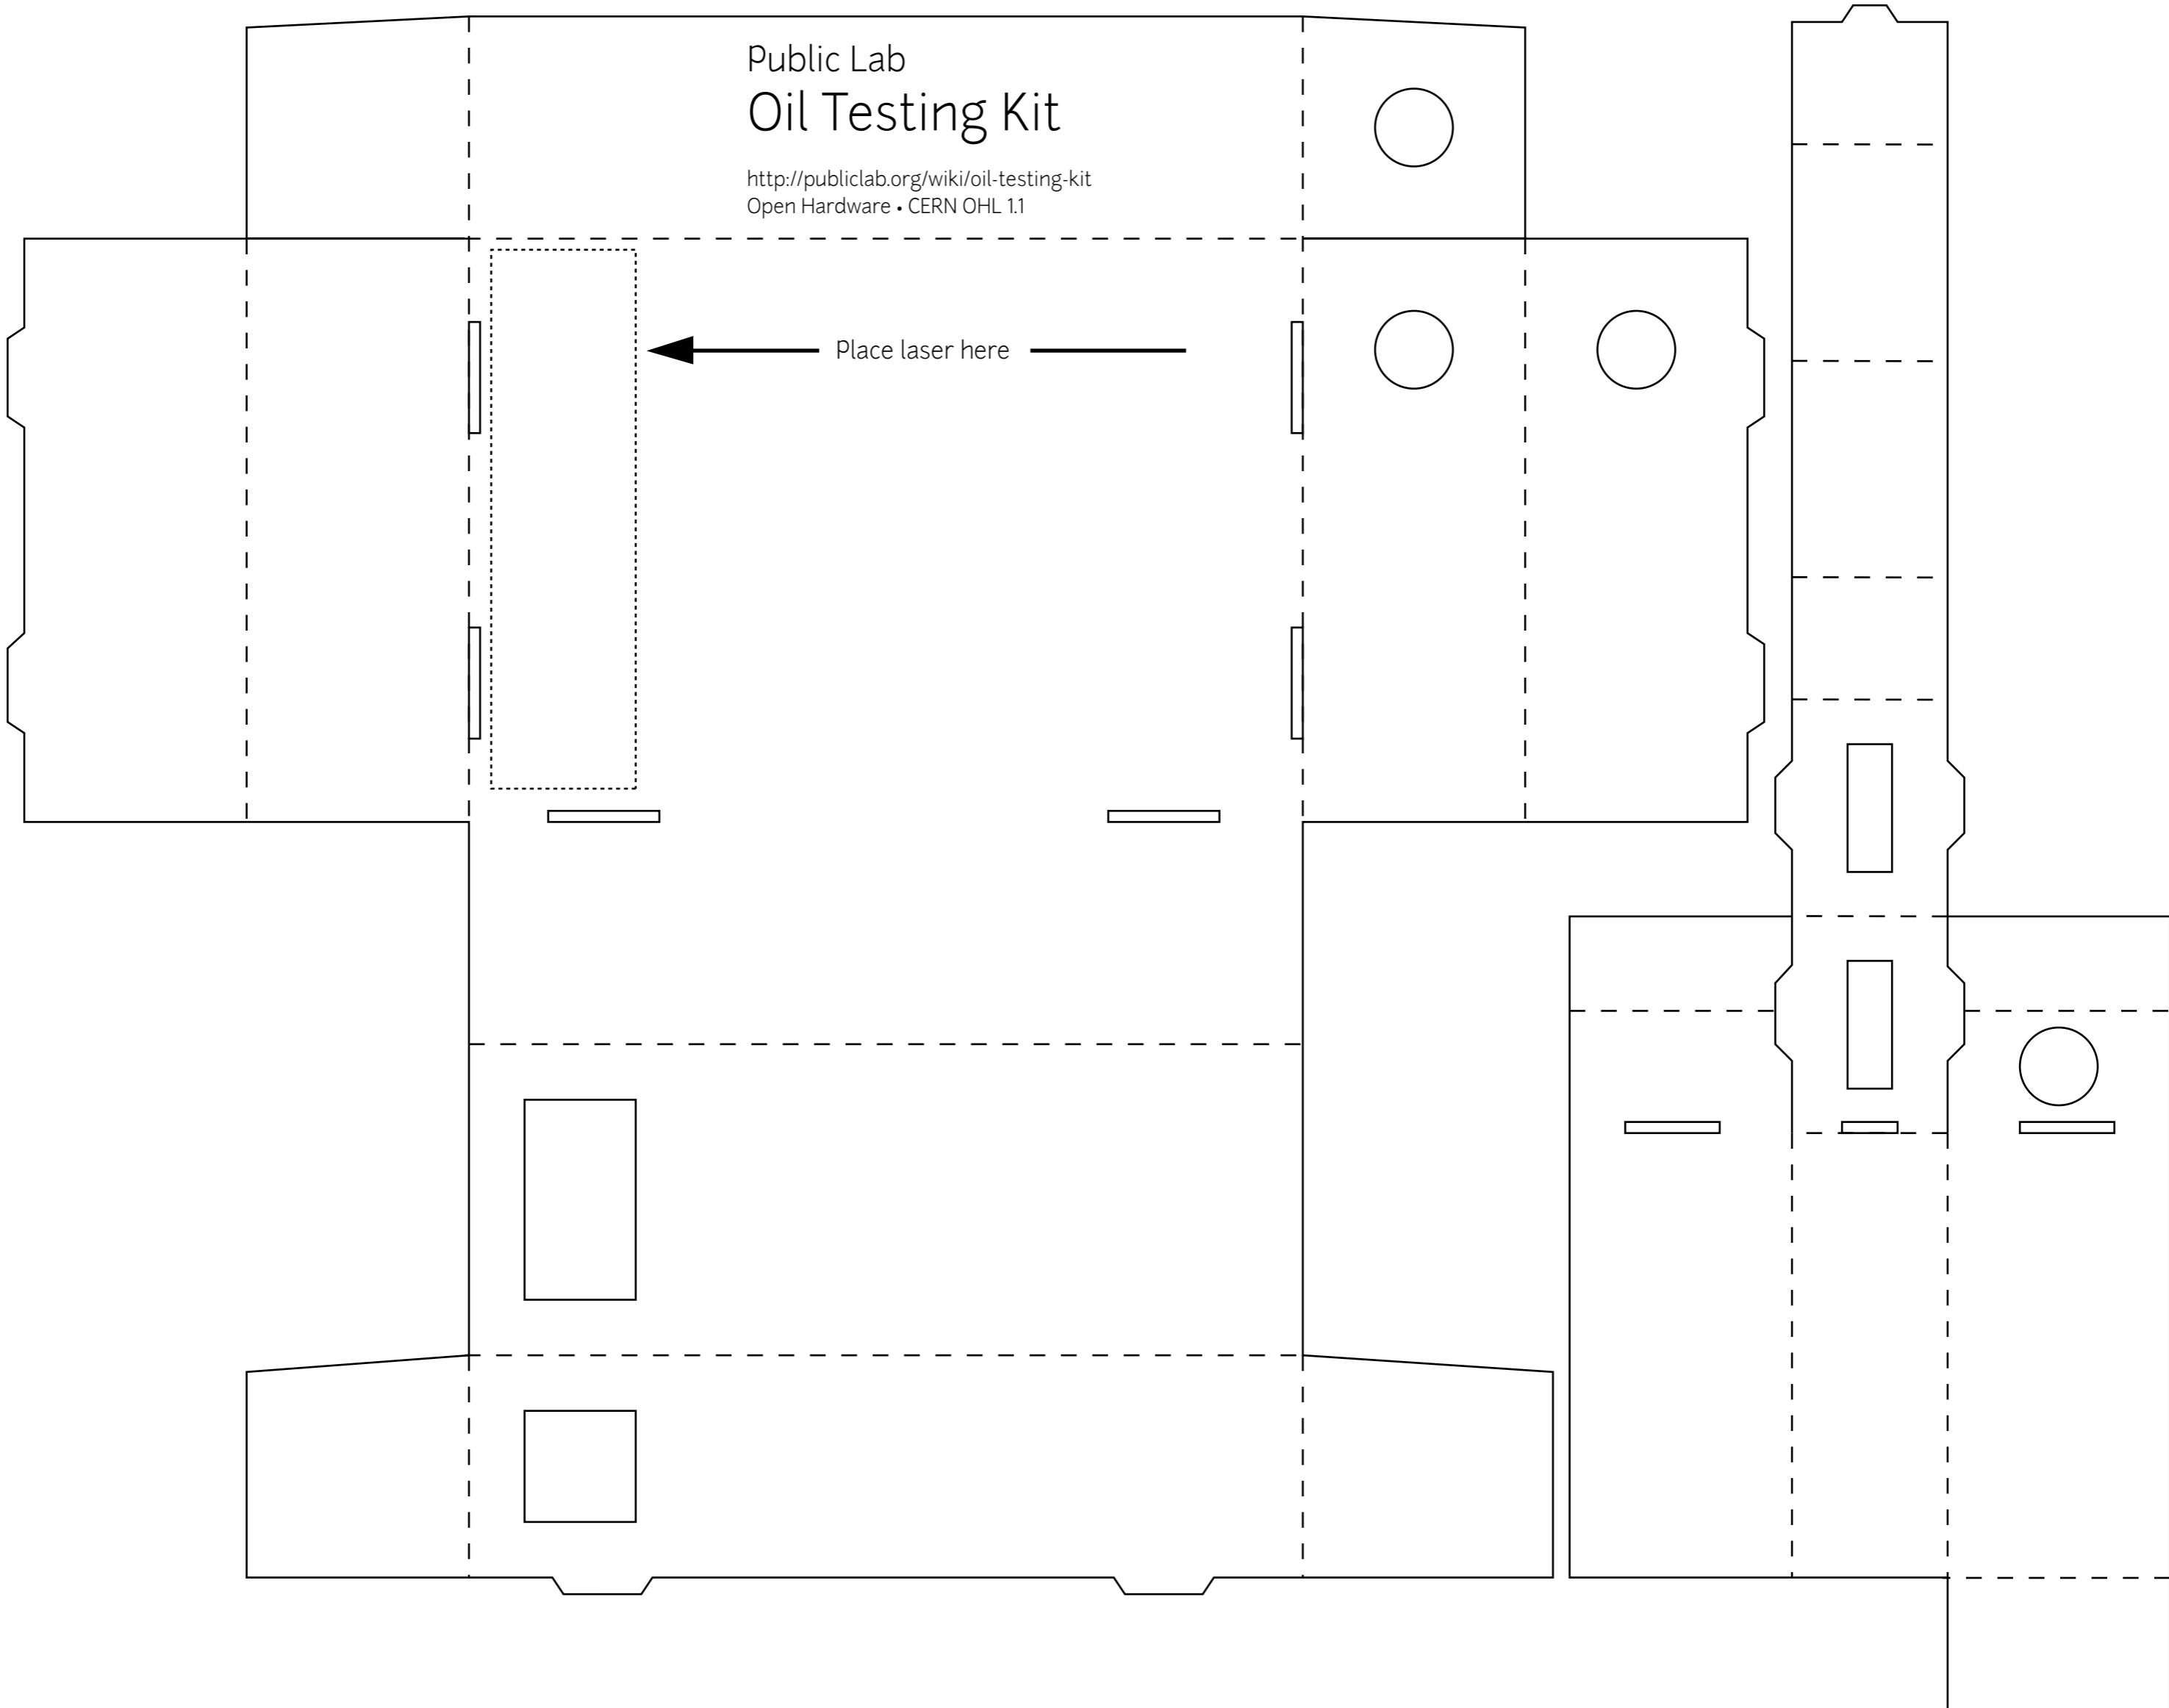 Public Lab
Oil Testing Kit
http://publiclab.org/wiki/oil-testing-kit
Open Hardware • CERN OHL 1.1
Place laser here